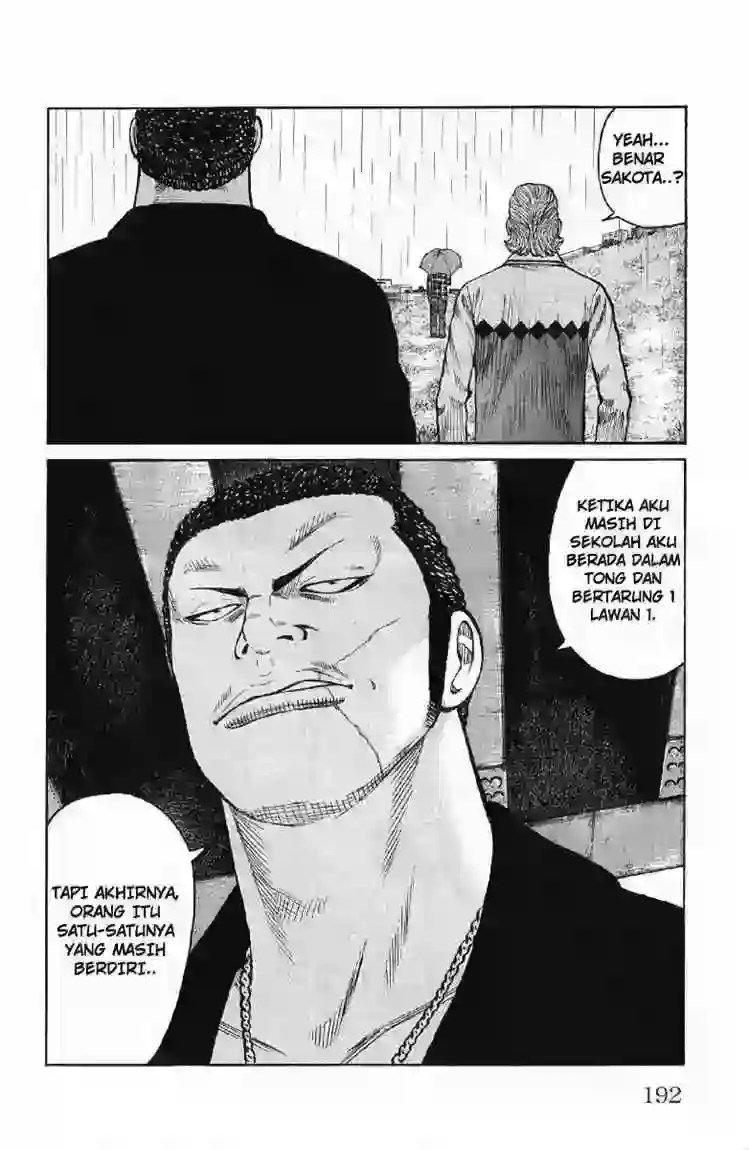 YEAH...
BENAR
SAKOTA..?
KETIKA AKU
MASIH DI
SEKOLAH AKU
BERADA DALAM
TONG DAN
BERTARUNG 1
LAWAN 1.
TAPI AKHIRNYA,
ORANG ITU
SATU-SATUNYA
YANG MASIH
BERDIRI..
192